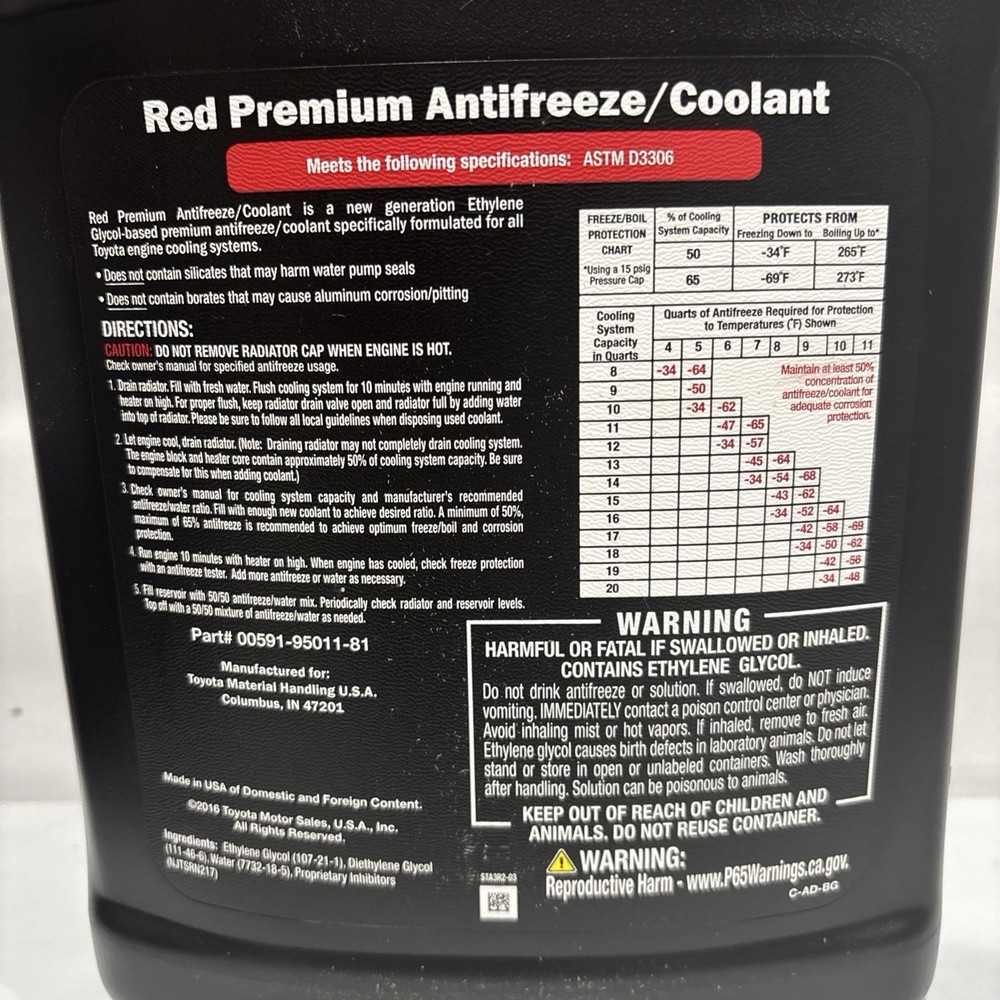 Red Premium Antifreeze/Coolant
Meets the following specifications: ASTM D3306
Red Premium Antifreeze/Coolant is a new generation Ethylene
Glycol-based premium antifreeze/coolant specifically formulated for all
Toyota engine cooling systems.
• Does not contain silicates that may harm water pump seals
• Does not contain borates that may cause aluminum corrosion/pitting
DIRECTIONS:
CAUTION: DO NOT REMOVE RADIATOR CAP WHEN ENGINE IS HOT.
Check owner's manual for specified antifreeze usage.
1. Drain radiator. Fill with fresh water. Flush cooling system for 10 minutes with engine running and
heater on high. For proper flush, keep radiator drain valve open and radiator full by adding water
into top of radiator. Please be sure to follow all local guidelines when disposing used coolant.
2. Let engine cool, drain radiator. (Note: Draining radiator may not completely drain cooling system.
The engine block and heater core contain approximately 50% of cooling system capacity. Be sure
to compensate for this when adding coolant.)
3. Check owner's manual for cooling system capacity and manufacturer's recommended
antifreeze/water ratio. Fill with enough new coolant to achieve desired ratio. A minimum of 50%,
maximum of 65% antifreeze is recommended to achieve optimum freeze/boil and corrosion
protection.
4. Run engine 10 minutes with heater on high. When engine has cooled, check freeze protection
with an antifreeze tester. Add more antifreeze or water as necessary.
5. Fill reservoir with 50/50 antifreeze/water mix. Periodically check radiator and reservoir levels.
Top off with a 50/50 mixture of antifreeze/water as needed.
Part# 00591-95011-81
Manufactured for:
Toyota Material Handling U.S.A.
Columbus, IN 47201
Made in USA of Domestic and Foreign Content.
©2016 Toyota Motor Sales, U.S.A., Inc.
All Rights Reserved.
Ingredients: Ethylene Glycol (107-21-1), Diethylene Glycol
(111-46-6), Water (7732-18-5), Proprietary Inhibitors
(NJTSRN217)
FREEZE/BOIL
PROTECTION
CHART
*Using a 15 psig
Pressure Cap
% of Cooling
System Capacity
PROTECTS FROM
Freezing Down to Boiling Up to*
50 -34°F 265°F
65 -69°F 273°F
Cooling
System
Capacity
in Quarts
Quarts of Antifreeze Required for Protection
to Temperatures (°F) Shown
4 5 6 7 8 9 10 11
8 -34 -64
9 -50
10 -34 -62
11 -47 -65
12 -34 -57
13 -45 -64
14 -34 -54 -68
15 -43 -62
16 -34 -52 -64
17 -42 -58 -69
18 -34 -50 -62
19 -42 -56
20 -34 -48
Maintain at least 50%
concentration of
antifreeze/coolant for
adequate corrosion
protection.
WARNING
HARMFUL OR FATAL IF SWALLOWED OR INHALED.
CONTAINS ETHYLENE GLYCOL.
Do not drink antifreeze or solution. If swallowed, do NOT induce
vomiting. IMMEDIATELY contact a poison control center or physician.
Avoid inhaling mist or hot vapors. If inhaled, remove to fresh air.
Ethylene glycol causes birth defects in laboratory animals. Do not let
stand or store in open or unlabeled containers. Wash thoroughly
after handling. Solution can be poisonous to animals.
KEEP OUT OF REACH OF CHILDREN AND
ANIMALS. DO NOT REUSE CONTAINER.
WARNING:
Reproductive Harm - www.P65Warnings.ca.gov.
C-AD-BG
STA3R2-03